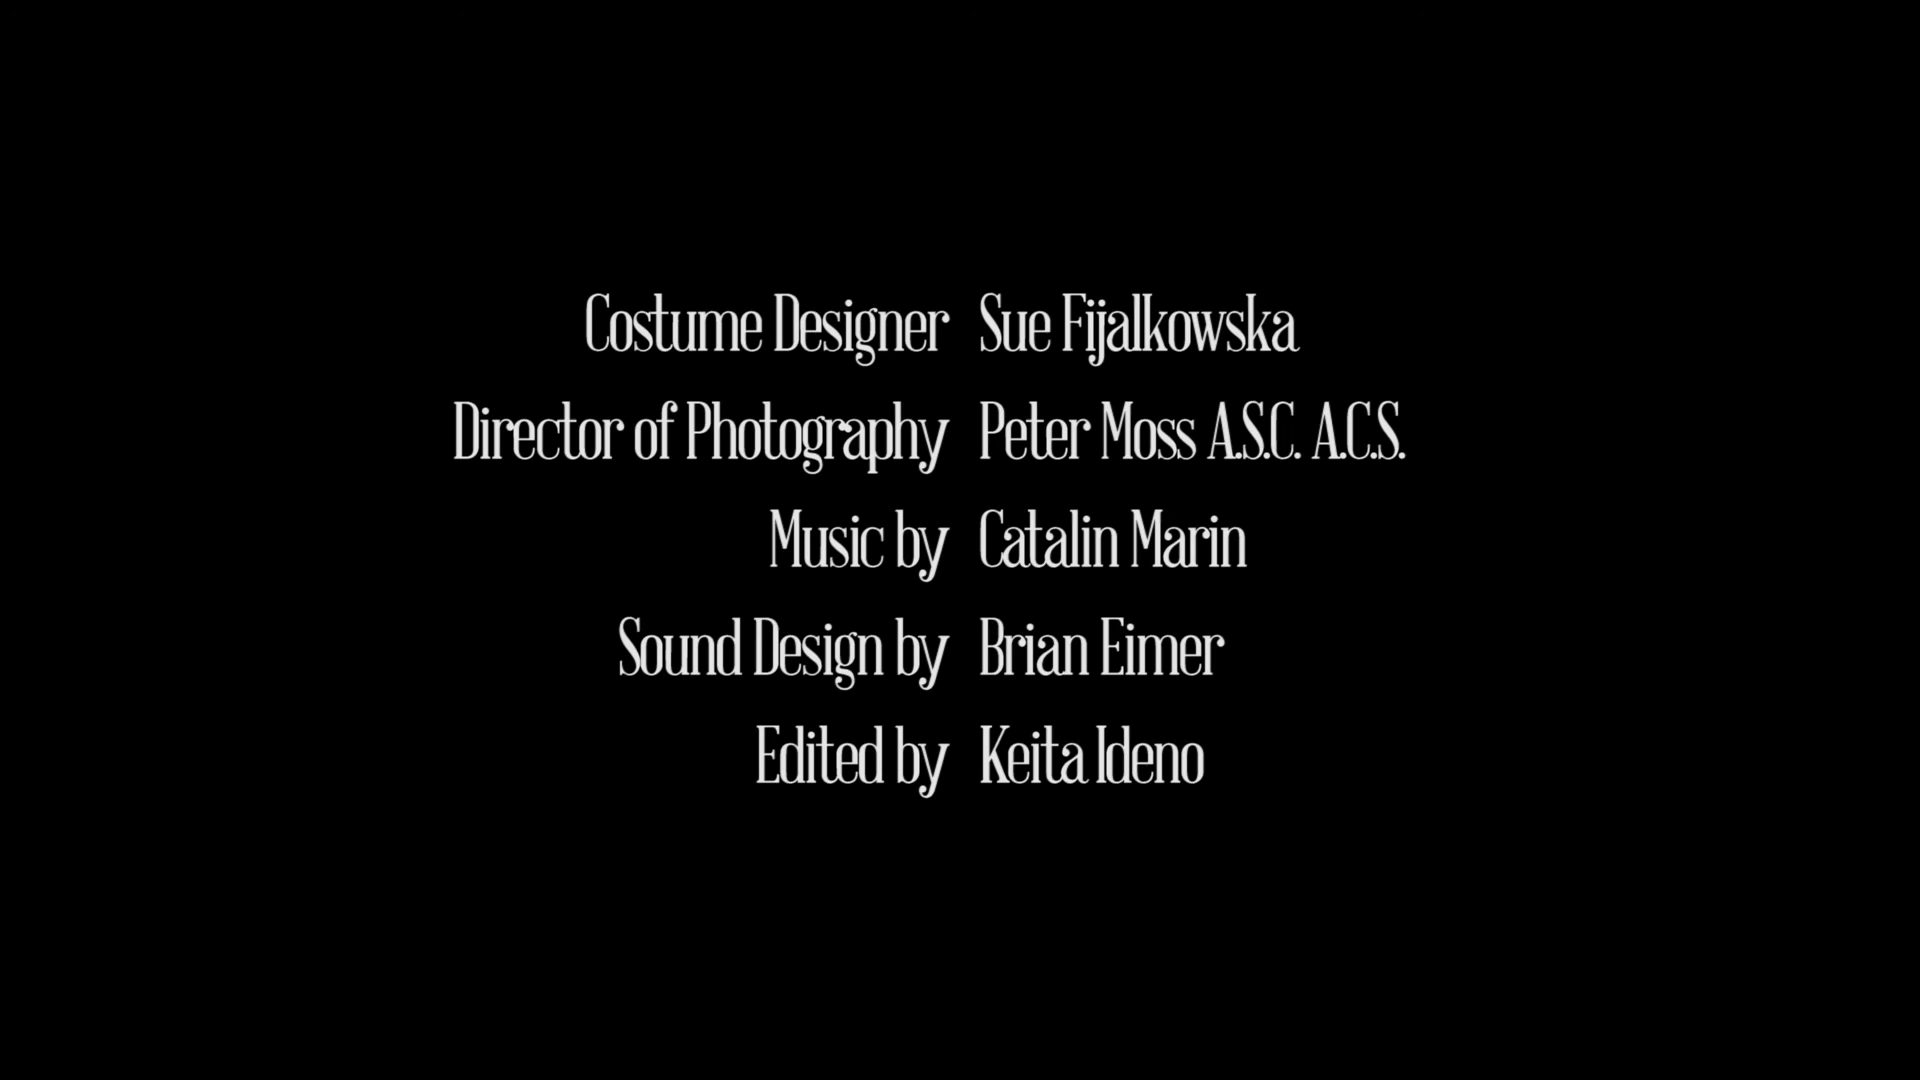 Costume Designer Sue Fijalkowska
Director of Photography Peter Moss A.S.C. A.C.S.
Music by Catalin Marin
Sound Design by Brian Eimer
Edited by Keita Ideno